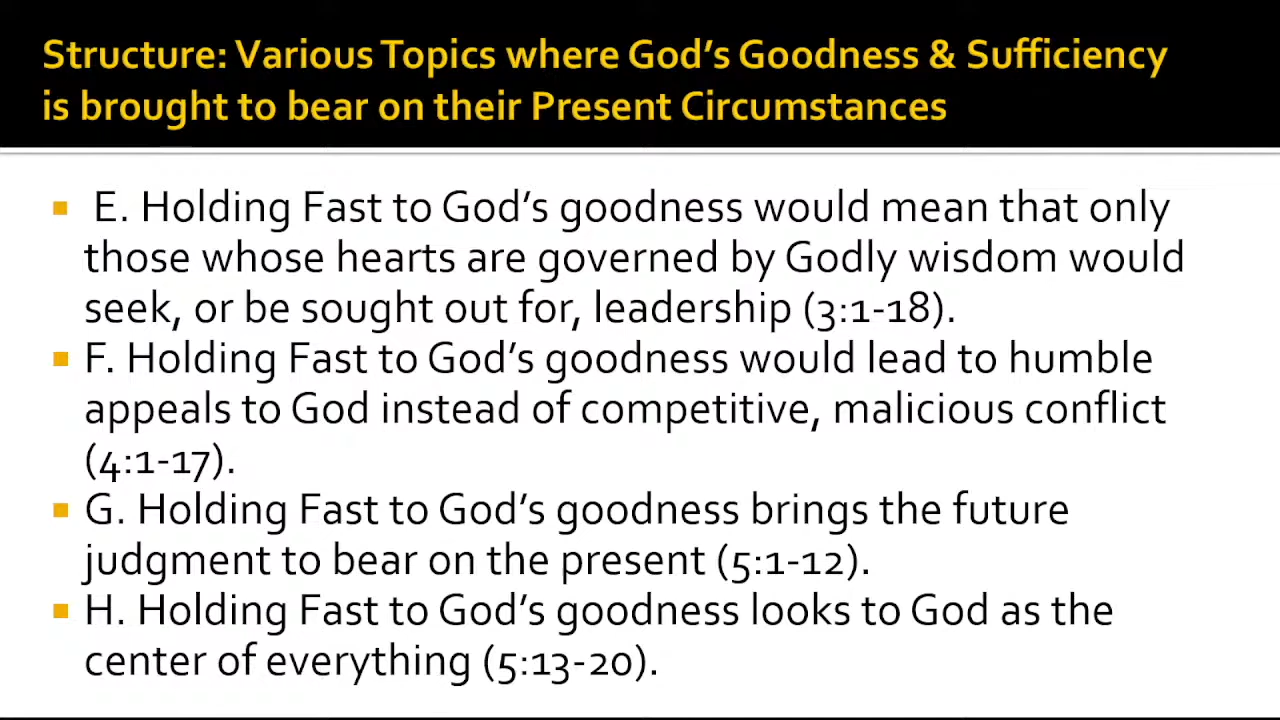 Structure: Various Topics where God's Goodness & Sufficiency
is brought to bear on their Present Circumstances
E. Holding Fast to God's goodness would mean that only
those whose hearts are governed by Godly wisdom would
seek, or be sought out for, leadership (3:1-18).
F. Holding Fast to God's goodness would lead to humble
appeals to God instead of competitive, malicious conflict
(4:1-17).
G. Holding Fast to God's goodness brings the future
judgment to bear on the present (5:1-12).
H. Holding Fast to God's goodness looks to God as the
center of everything (5:13-20).